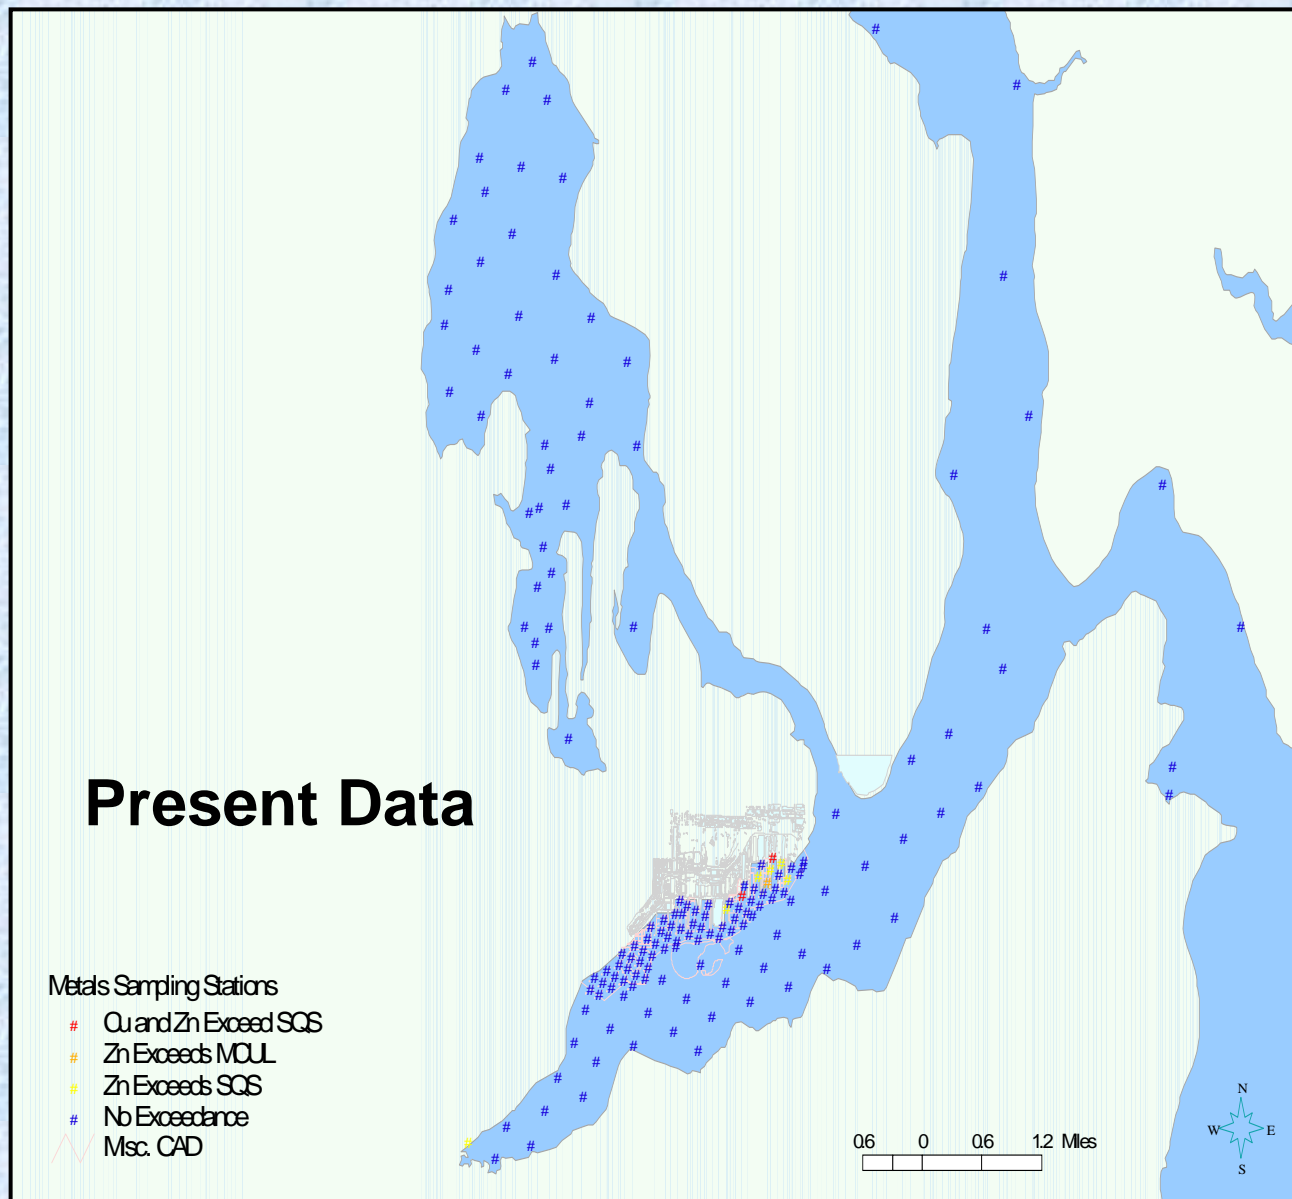 Present Data
Metals Sampling Stations
# Cu and Zn Exceed SQS
# Zn Exceeds MCUL
# Zn Exceeds SQS
# No Exceedance
Misc. CAD
0.6 0 0.6 1.2 Miles
N
W E
S